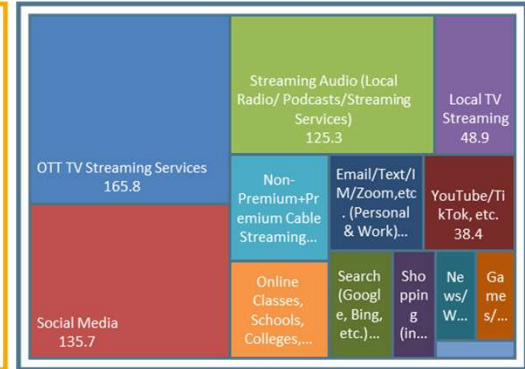 OTT TV Streaming Services
165.8
Social Media
135.7
Streaming Audio (Local
Radio/ Podcasts/Streaming
Services)
125.3
Local TV
Streaming
48.9
Non-
Premium+Pr
emium Cable
Streaming...
Email/Text/I
M/Zoom,etc
. (Personal
& Work)...
YouTube/Ti
kTok, etc.
38.4
Online
Classes,
Schools,
Colleges,...
Search
(Googl
e, Bing,
etc.)...
Sho
ppin
g
(in...
Ne
ws/
W...
Ga
me
s/...